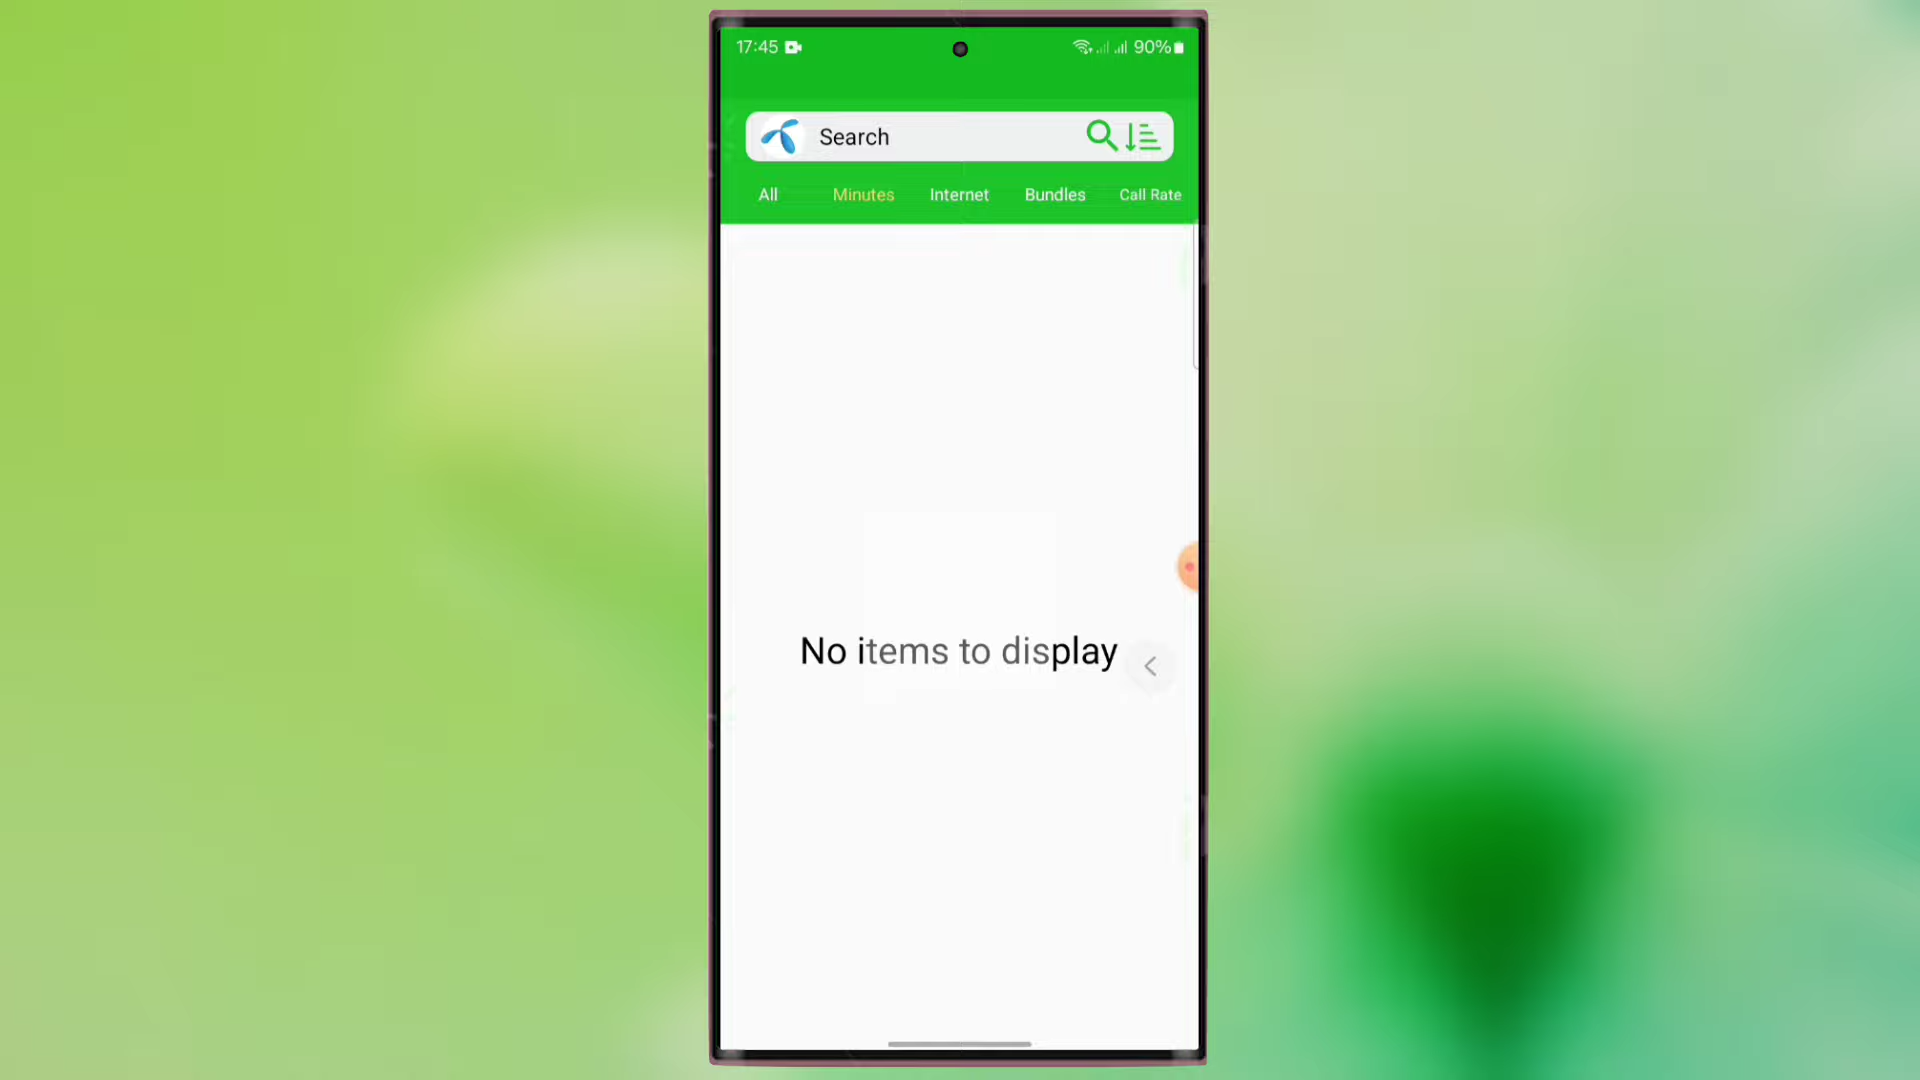 17:45 90%
Search
All Minutes Internet Bundles Call Rate
No items to display